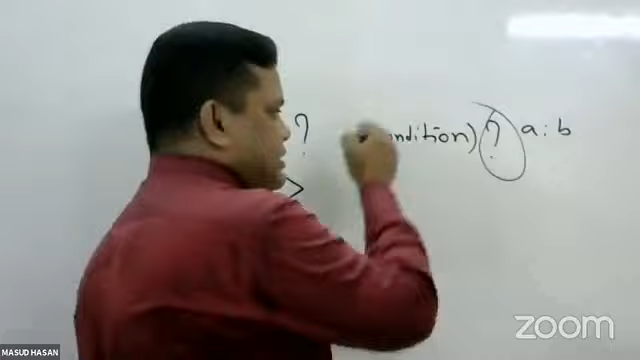 ? ndition) ? a : b
>
zoom
MASUD HASAN